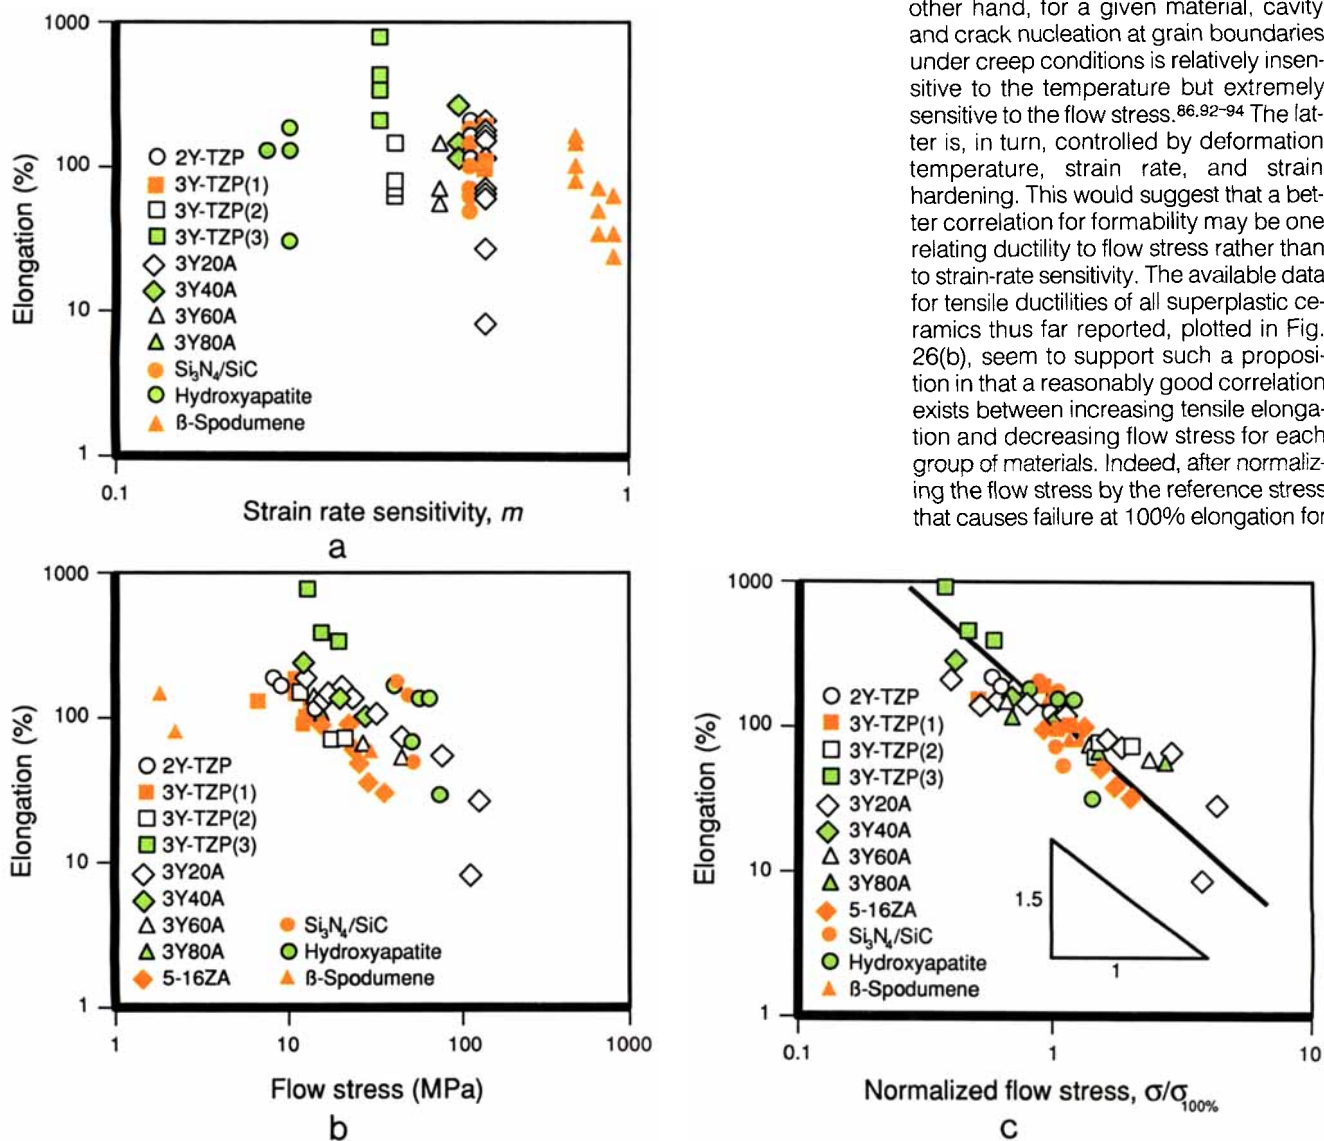 other hand, for a given material, cavity
and crack nucleation at grain boundaries
under creep conditions is relatively insen-
sitive to the temperature but extremely
sensitive to the flow stress.86.92–94 The lat-
ter is, in turn, controlled by deformation
temperature, strain rate, and strain
hardening. This would suggest that a bet-
ter correlation for formability may be one
relating ductility to flow stress rather than
to strain-rate sensitivity. The available data
for tensile ductilities of all superplastic ce-
ramics thus far reported, plotted in Fig.
26(b), seem to support such a proposi-
tion in that a reasonably good correlation
exists between increasing tensile elonga-
tion and decreasing flow stress for each
group of materials. Indeed, after normaliz-
ing the flow stress by the reference stress
that causes failure at 100% elongation for
1000
100
10
1
Elongation (%)
2Y-TZP
3Y-TZP(1)
3Y-TZP(2)
3Y-TZP(3)
3Y20A
3Y40A
3Y60A
3Y80A
Si3N4/SiC
Hydroxyapatite
ß-Spodumene
0.1
1
Strain rate sensitivity, m
a
1000
100
10
1
Elongation (%)
2Y-TZP
3Y-TZP(1)
3Y-TZP(2)
3Y-TZP(3)
3Y20A
3Y40A
3Y60A
3Y80A
5-16ZA
Si3N4/SiC
Hydroxyapatite
ß-Spodumene
1
10
100
1000
Flow stress (MPa)
b
1000
100
10
1
Elongation (%)
2Y-TZP
3Y-TZP(1)
3Y-TZP(2)
3Y-TZP(3)
3Y20A
3Y40A
3Y60A
3Y80A
5-16ZA
Si3N4/SiC
Hydroxyapatite
ß-Spodumene
1.5
1
0.1
1
10
Normalized flow stress, σ/σ100%
c